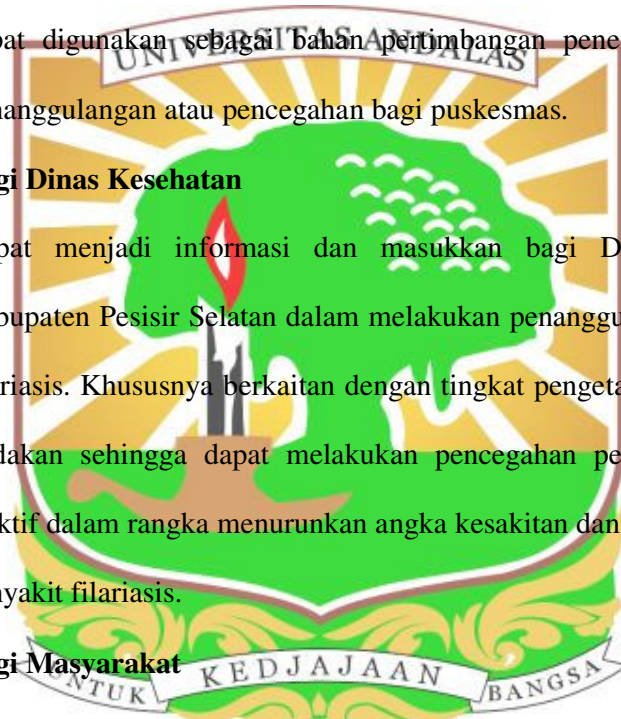 pat digunakan sebagai bahan pertimbangan pene
UNIVERSITAS ANDALAS
nanggulangan atau pencegahan bagi puskesmas.
gi Dinas Kesehatan
pat menjadi informasi dan masukkan bagi D
bupaten Pesisir Selatan dalam melakukan penanggu
riasis. Khususnya berkaitan dengan tingkat pengeta
dakan sehingga dapat melakukan pencegahan pe
ktif dalam rangka menurunkan angka kesakitan dan
nyakit filariasis.
gi Masyarakat
UNTUK KEDJAJAAN BANGSA